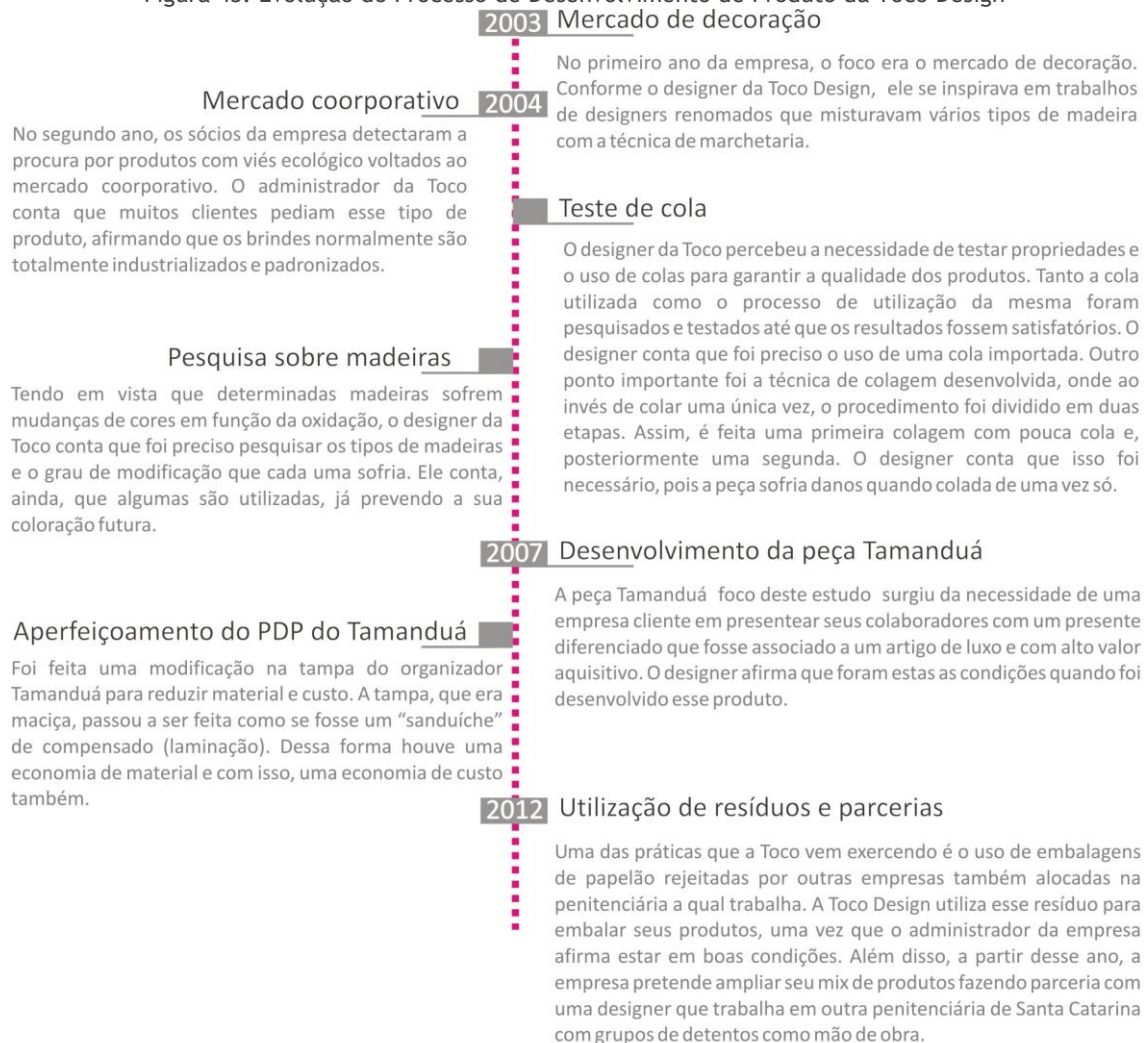 Figura 43: Evolução do Processo de Desenvolvimento de Produto da Toco Design
2003 Mercado de decoração
No primeiro ano da empresa, o foco era o mercado de decoração.
Conforme o designer da Toco Design, ele se inspirava em trabalhos
de designers renomados que misturavam vários tipos de madeira
com a técnica de marchetaria.
Mercado coorporativo 2004
No segundo ano, os sócios da empresa detectaram a
procura por produtos com viés ecológico voltados ao
mercado coorporativo. O administrador da Toco
conta que muitos clientes pediam esse tipo de
produto, afirmando que os brindes normalmente são
totalmente industrializados e padronizados.
Teste de cola
O designer da Toco percebeu a necessidade de testar propriedades e
o uso de colas para garantir a qualidade dos produtos. Tanto a cola
utilizada como o processo de utilização da mesma foram
pesquisados e testados até que os resultados fossem satisfatórios. O
designer conta que foi preciso o uso de uma cola importada. Outro
ponto importante foi a técnica de colagem desenvolvida, onde ao
invés de colar uma única vez, o procedimento foi dividido em duas
etapas. Assim, é feita uma primeira colagem com pouca cola e,
posteriormente uma segunda. O designer conta que isso foi
necessário, pois a peça sofria danos quando colada de uma vez só.
Pesquisa sobre madeiras
Tendo em vista que determinadas madeiras sofrem
mudanças de cores em função da oxidação, o designer da
Toco conta que foi preciso pesquisar os tipos de madeiras
e o grau de modificação que cada uma sofria. Ele conta,
ainda, que algumas são utilizadas, já prevendo a sua
coloração futura.
2007 Desenvolvimento da peça Tamanduá
A peça Tamanduá foco deste estudo surgiu da necessidade de uma
empresa cliente em presentear seus colaboradores com um presente
diferenciado que fosse associado a um artigo de luxo e com alto valor
aquisitivo. O designer afirma que foram estas as condições quando foi
desenvolvido esse produto.
Aperfeiçoamento do PDP do Tamanduá
Foi feita uma modificação na tampa do organizador
Tamanduá para reduzir material e custo. A tampa, que era
maciça, passou a ser feita como se fosse um “sanduíche”
de compensado (laminação). Dessa forma houve uma
economia de material e com isso, uma economia de custo
também.
2012 Utilização de resíduos e parcerias
Uma das práticas que a Toco vem exercendo é o uso de embalagens
de papelão rejeitadas por outras empresas também alocadas na
penitenciária a qual trabalha. A Toco Design utiliza esse resíduo para
embalar seus produtos, uma vez que o administrador da empresa
afirma estar em boas condições. Além disso, a partir desse ano, a
empresa pretende ampliar seu mix de produtos fazendo parceria com
uma designer que trabalha em outra penitenciária de Santa Catarina
com grupos de detentos como mão de obra.